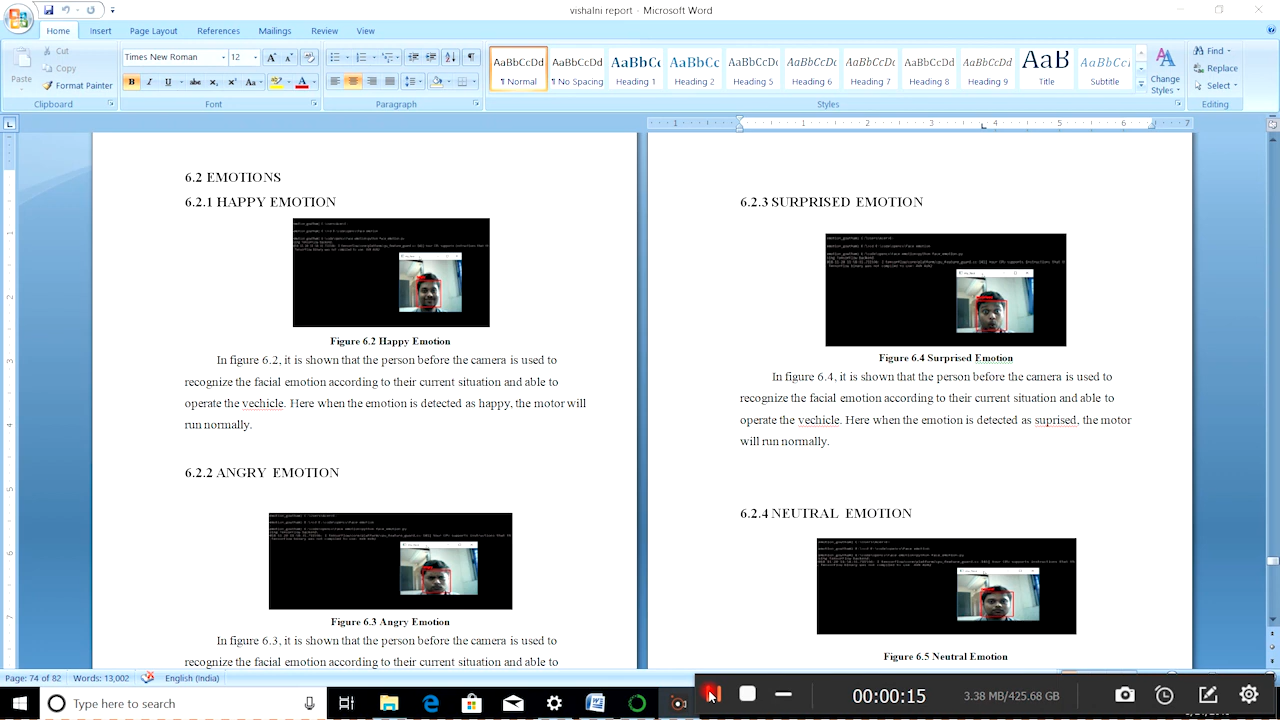 vishalni report - Microsoft Word
Home Insert Page Layout References Mailings Review View
Paste
Cut
Copy
Format Painter
Clipboard
Times New Roman 12
Font
Paragraph
AaBbCcDd AaBbCcDd AaBbCc AaBbCc AaBbCcDc AaBbCcDc AaBbCcDc AaBbCcDd AaBbCcDd AaB AaBbCcl
¶ Normal ¶ No Spacing Heading 1 Heading 2 Heading 5 Heading 6 Heading 7 Heading 8 Heading 9 Title Subtitle
Change Styles
Styles
Find
Replace
Select
Editing
6.2 EMOTIONS
6.2.1 HAPPY EMOTION
Figure 6.2 Happy Emotion
In figure 6.2, it is shown that the person before the camera is used to
recognize the facial emotion according to their current situation and able to
operate the vechicle. Here when the emotion is detected as happy, the motor will
run normally.
6.2.2 ANGRY EMOTION
Figure 6.3 Angry Emotion
In figure 6.3, it is shown that the person before the camera is used to
recognize the facial emotion according to their current situation and able to
ED EMOTION
Figure 6.4 Surprised Emotion
In figure 6.4, it is shown that the person before the camera is used to
recognize the facial emotion according to their current situation and able to
operate the vechicle. Here when the emotion is detected as suprised, the motor
will run normally.
6.2.4 NEUTRAL EMOTION
Figure 6.5 Neutral Emotion
Page: 74 of 82 Words: 13,002 English (India)
Type here to search
00:00:15 3.38 MB/425.68 GB